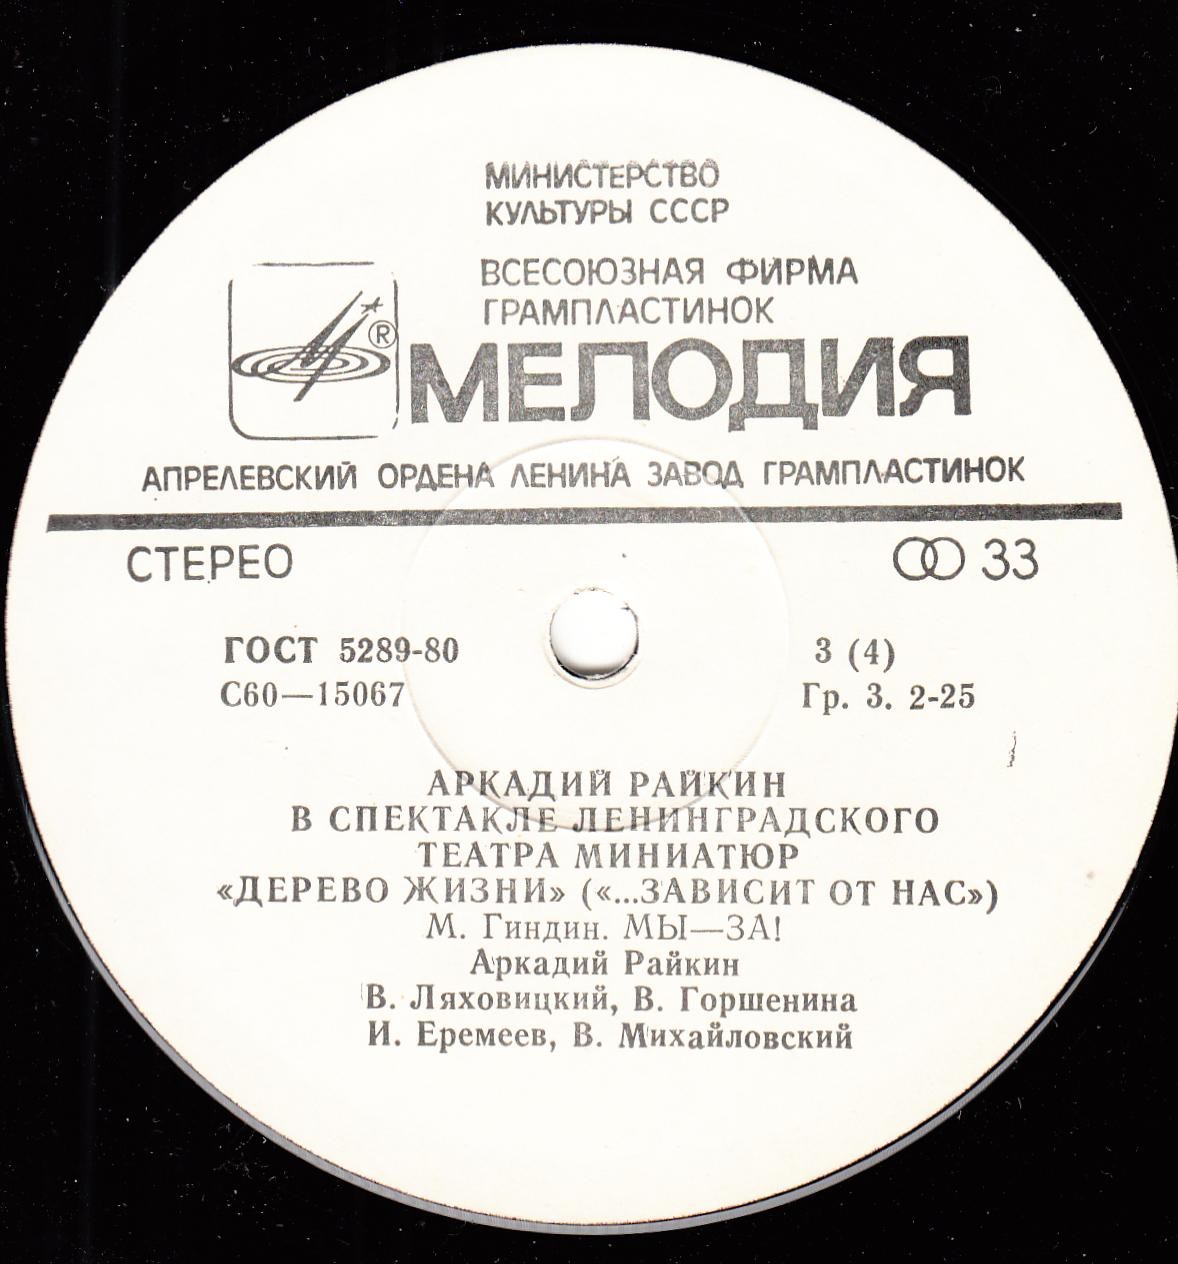 МИНИСТЕРСТВО
КУЛЬТУРЫ СССР
ВСЕСОЮЗНАЯ ФИРМА
ГРАМПЛАСТИНОК
®
МЕЛОДИЯ
АПРЕЛЕВСКИЙ ОРДЕНА ЛЕНИНА ЗАВОД ГРАМПЛАСТИНОК
СТЕРЕО 33
ГОСТ 5289-80 3 (4)
С60—15067 Гр. 3. 2-25
АРКАДИЙ РАЙКИН
В СПЕКТАКЛЕ ЛЕНИНГРАДСКОГО
ТЕАТРА МИНИАТЮР
«ДЕРЕВО ЖИЗНИ» («...ЗАВИСИТ ОТ НАС»)
М. Гиндин. МЫ—ЗА!
Аркадий Райкин
В. Ляховицкий, В. Горшенина
И. Еремеев, В. Михайловский